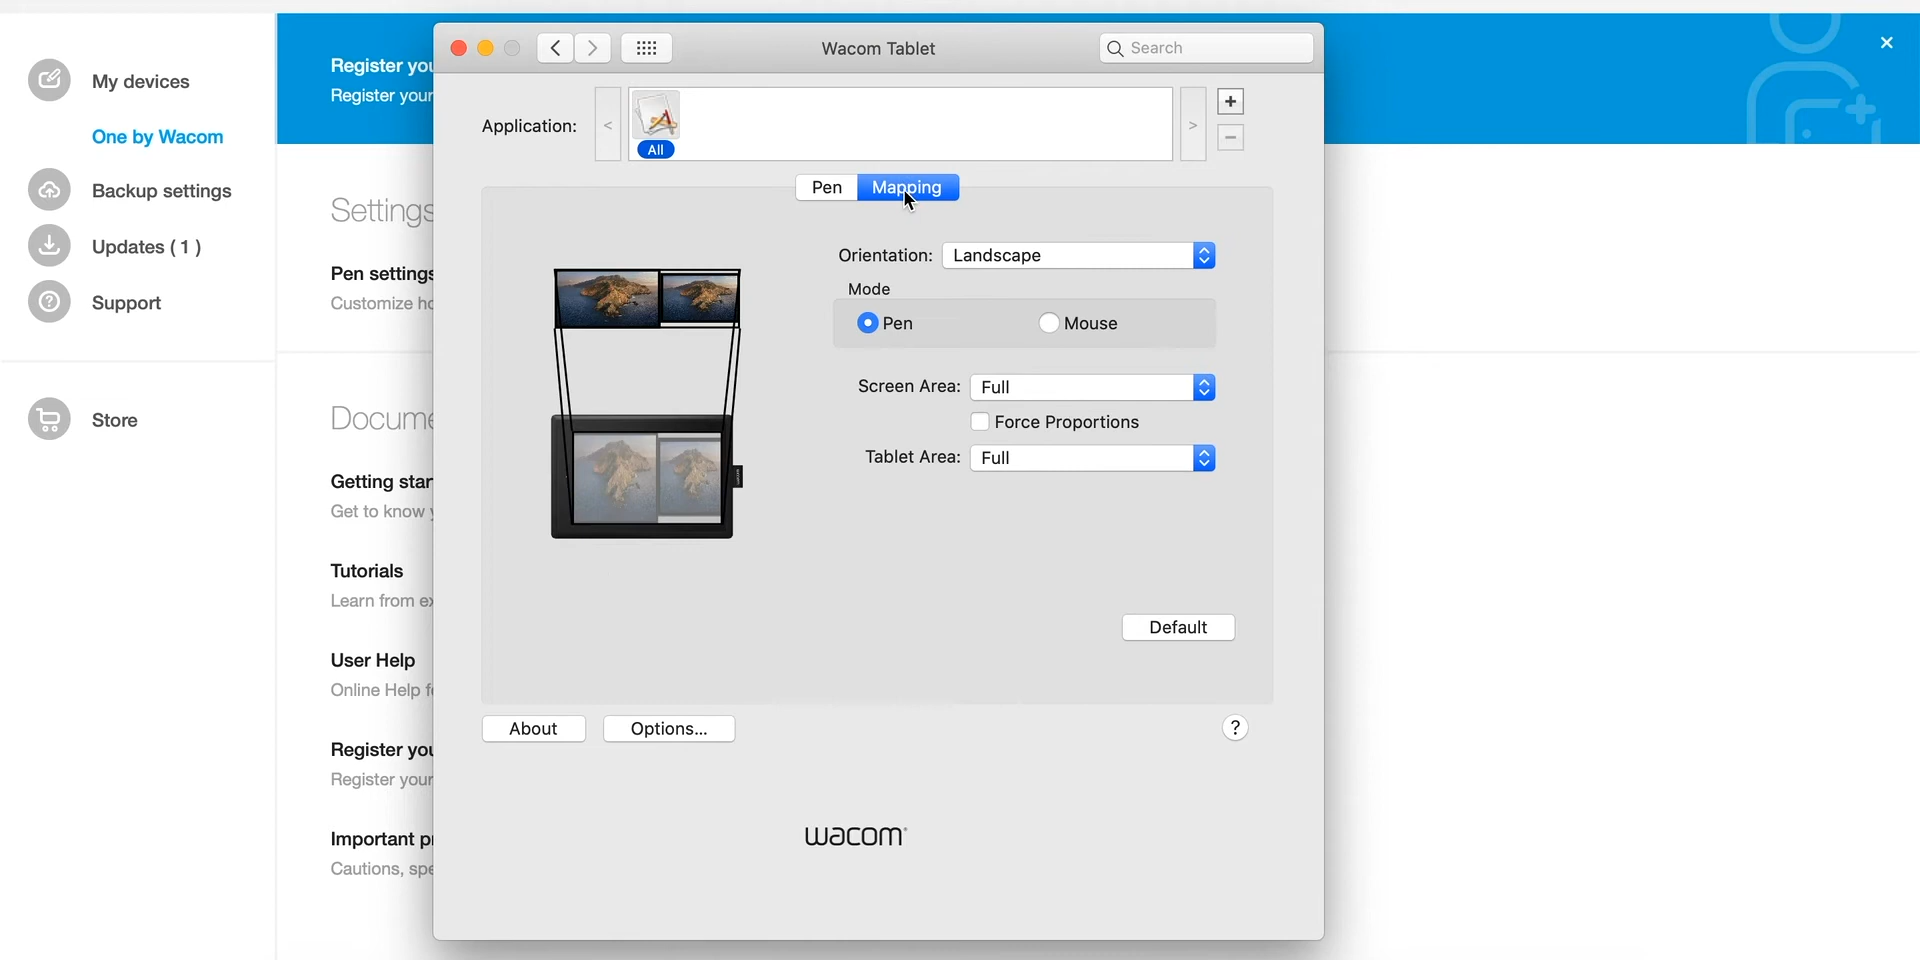 My devices
One by Wacom
Backup settings
Updates ( 1 )
Support
Store
Register you
Register your
Settings
Pen settings
Customize ho
Docume
Getting star
Get to know
Tutorials
Learn from ex
User Help
Online Help f
Register you
Register your
Important p
Cautions, spe
Wacom Tablet
Search
Application:
<
All
>
+
−
Pen
Mapping
Orientation:
Landscape
Mode
Pen
Mouse
Screen Area:
Full
Force Proportions
Tablet Area:
Full
Default
About
Options...
?
wacom